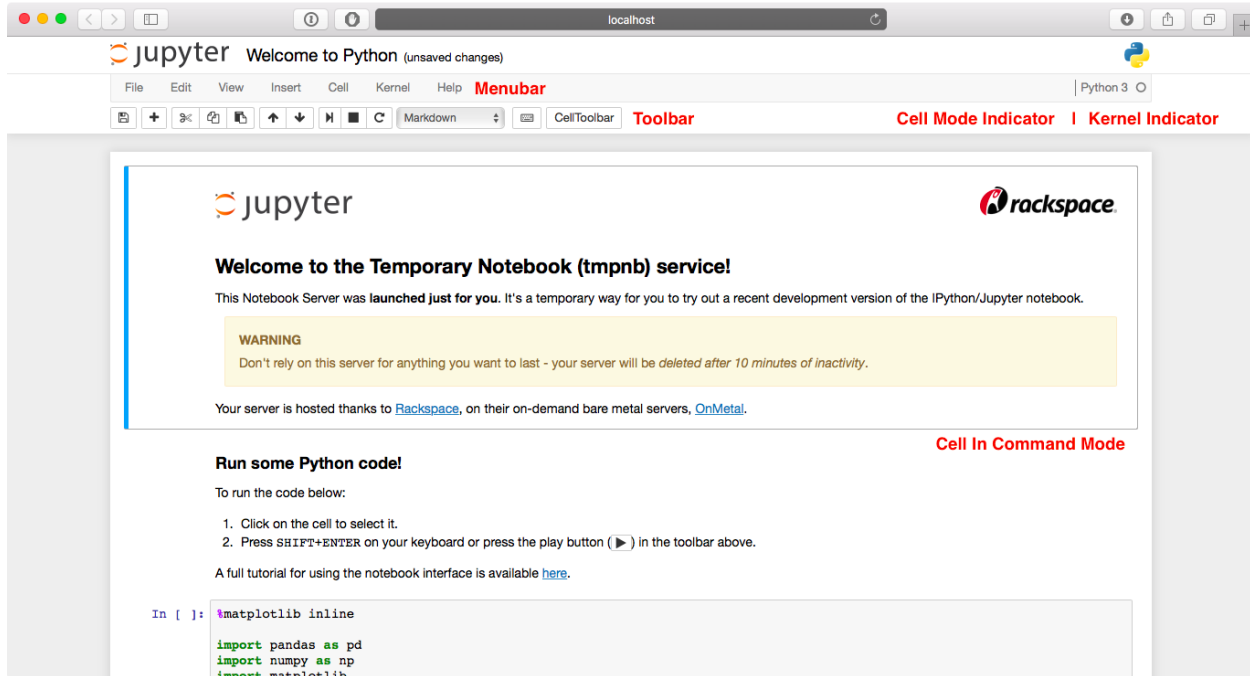 localhost
jupyter Welcome to Python (unsaved changes)
File Edit View Insert Cell Kernel Help Menubar Python 3
Markdown CellToolbar Toolbar Cell Mode Indicator | Kernel Indicator
jupyter rackspace.
Welcome to the Temporary Notebook (tmpnb) service!
This Notebook Server was launched just for you. It's a temporary way for you to try out a recent development version of the IPython/Jupyter notebook.
WARNING
Don't rely on this server for anything you want to last - your server will be deleted after 10 minutes of inactivity.
Your server is hosted thanks to Rackspace, on their on-demand bare metal servers, OnMetal.
Cell In Command Mode
Run some Python code!
To run the code below:
1. Click on the cell to select it.
2. Press SHIFT+ENTER on your keyboard or press the play button ( ) in the toolbar above.
A full tutorial for using the notebook interface is available here.
In [ ]: %matplotlib inline
import pandas as pd
import numpy as np
import matplotlib